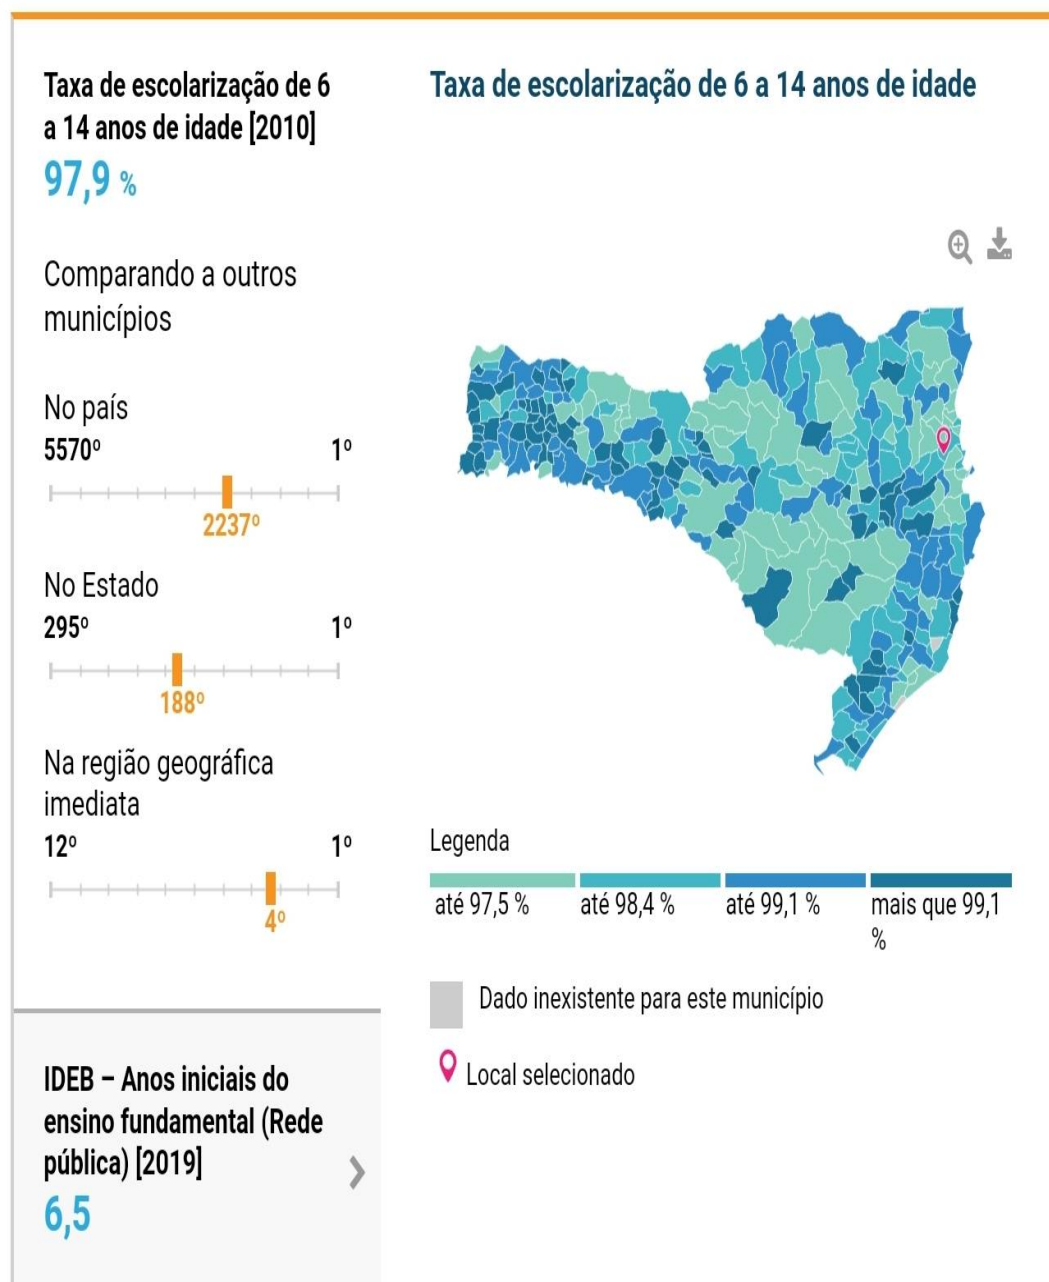 Taxa de escolarização de 6
a 14 anos de idade [2010]
97,9 %
Comparando a outros
municípios
No país
5570º
1º
2237º
No Estado
295º
1º
188º
Na região geográfica
imediata
12º
1º
4º
IDEB – Anos iniciais do
ensino fundamental (Rede
pública) [2019]
6,5
Taxa de escolarização de 6 a 14 anos de idade
Legenda
até 97,5 %
até 98,4 %
até 99,1 %
mais que 99,1
%
Dado inexistente para este município
Local selecionado